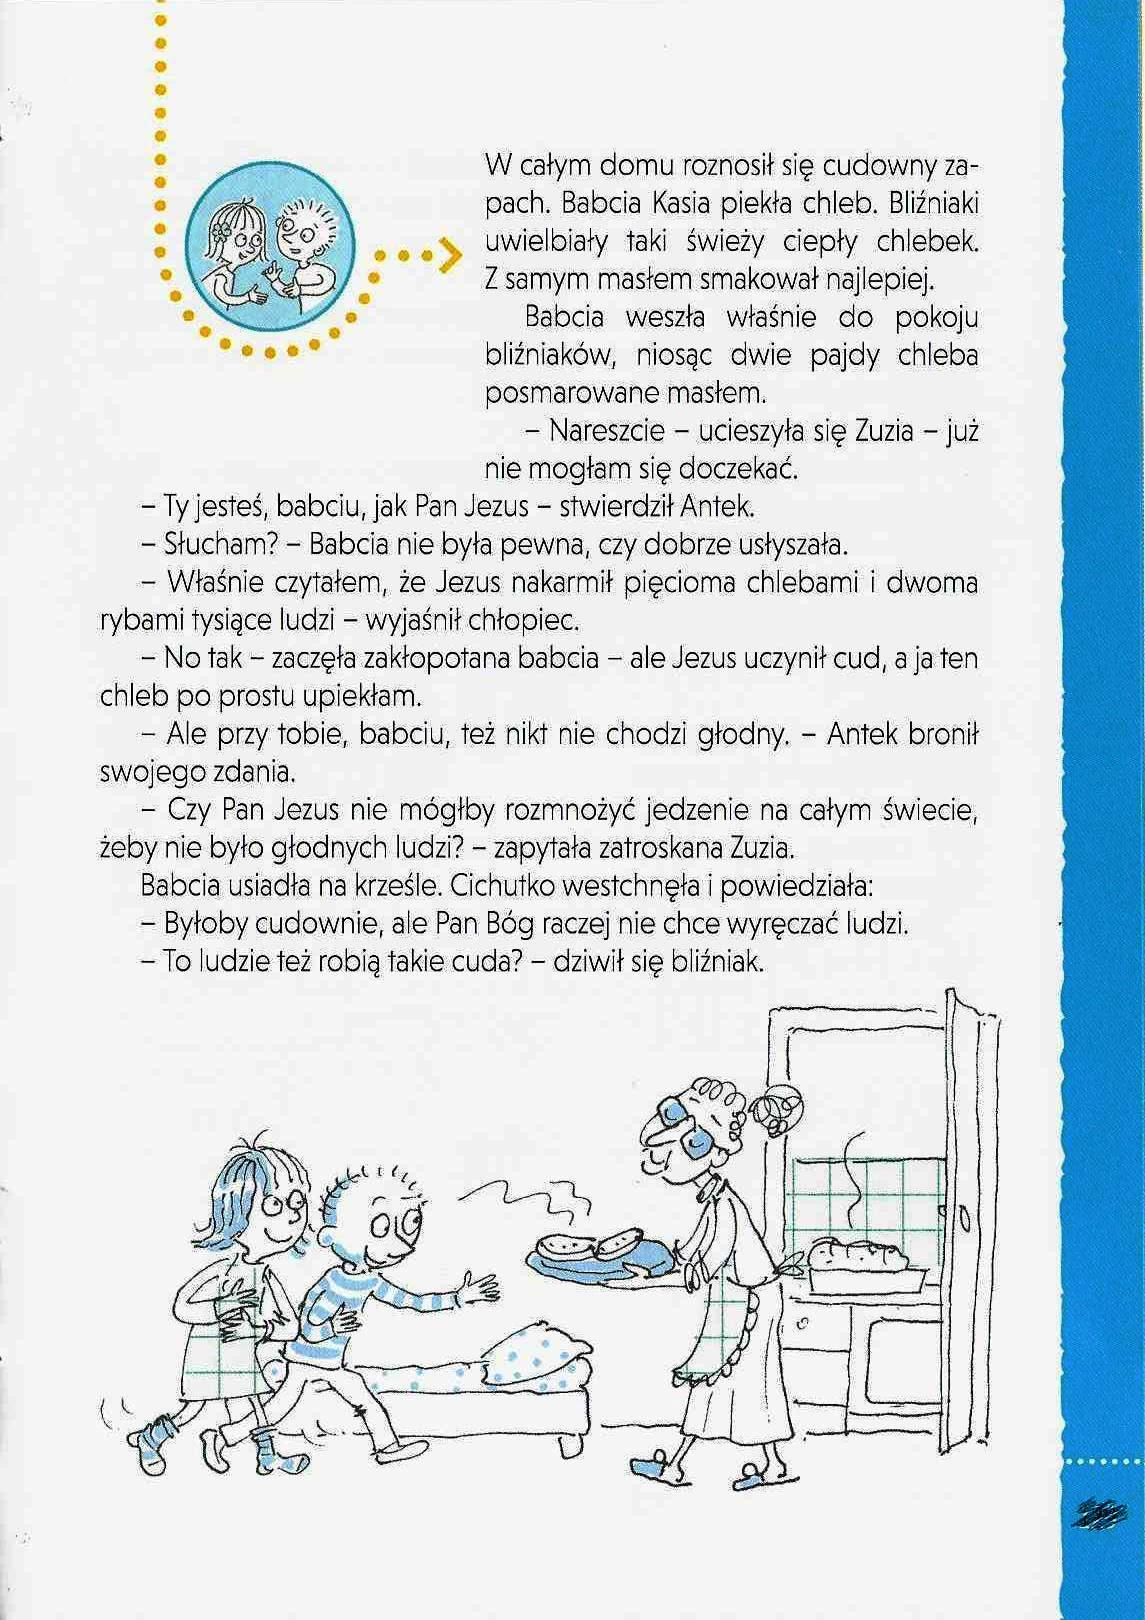 W całym domu roznosił się cudowny za-
pach. Babcia Kasia piekła chleb. Bliźniaki
uwielbiały taki świeży ciepły chlebek.
Z samym masłem smakował najlepiej.
Babcia weszła właśnie do pokoju
bliźniaków, niosąc dwie pajdy chleba
posmarowane masłem.
– Nareszcie – ucieszyła się Zuzia – już
nie mogłam się doczekać.
– Ty jesteś, babciu, jak Pan Jezus – stwierdził Antek.
– Słucham? – Babcia nie była pewna, czy dobrze usłyszała.
– Właśnie czytałem, że Jezus nakarmił pięcioma chlebami i dwoma
rybami tysiące ludzi – wyjaśnił chłopiec.
– No tak – zaczęła zakłopotana babcia – ale Jezus uczynił cud, a ja ten
chleb po prostu upiekłam.
– Ale przy tobie, babciu, też nikt nie chodzi głodny. – Antek bronił
swojego zdania.
– Czy Pan Jezus nie mógłby rozmnożyć jedzenie na całym świecie,
żeby nie było głodnych ludzi? – zapytała zatroskana Zuzia.
Babcia usiadła na krześle. Cichutko westchnęła i powiedziała:
– Byłoby cudownie, ale Pan Bóg raczej nie chce wyręczać ludzi.
– To ludzie też robią takie cuda? – dziwił się bliźniak.